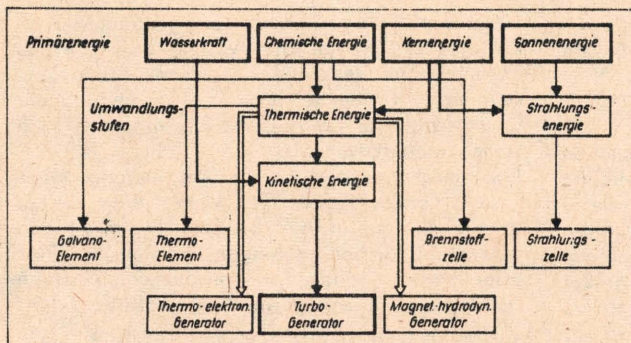 Primärenergie
Wasserkraft
Chemische Energie
Kernenergie
Sonnenenergie
Umwandlungs-
stufen
Thermische Energie
Strahlungs-
energie
Kinetische Energie
Galvano-
Element
Thermo-
Element
Brennstoff-
zelle
Strahlungs-
zelle
Thermo-elektron.
Generator
Turbo-
Generator
Magnet.-hydrodyn.
Generator